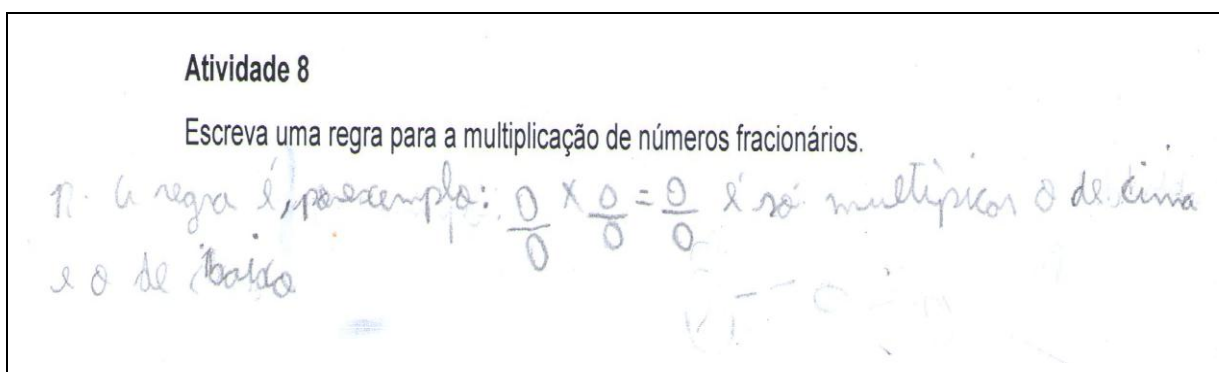 Atividade 8
Escreva uma regra para a multiplicação de números fracionários.
R. A regra é, por exemplo: 0/0 x 0/0 = 0/0 é só multipicar o de cima
e o de baixo